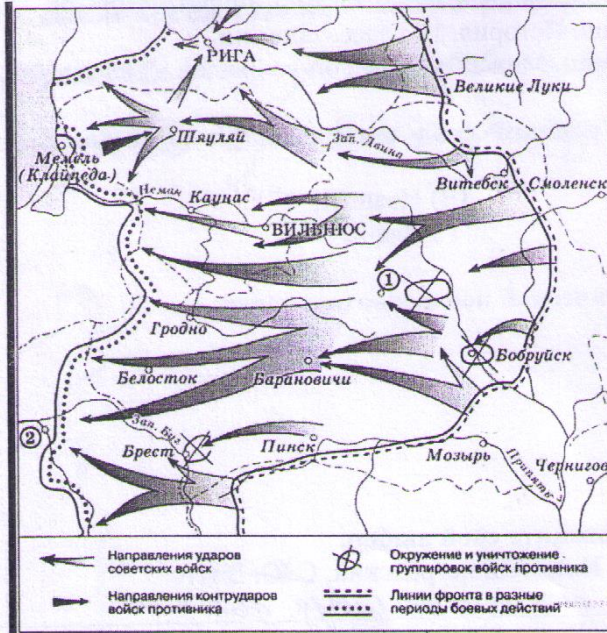 РИГА
Великие Луки
Шяуляй
Зап. Двина
Мемель
(Клайпеда)
Витебск
Смоленск
Неман
Каунас
ВИЛЬНЮС
1
Гродно
Бобруйск
Белосток
Барановичи
2
Зап. Буг
Брест
Пинск
Мозырь
Припять
Чернигов
Направления ударов
советских войск
Направления контрударов
войск противника
Окружение и уничтожение
группировок войск противника
Линии фронта в разные
периоды боевых действий